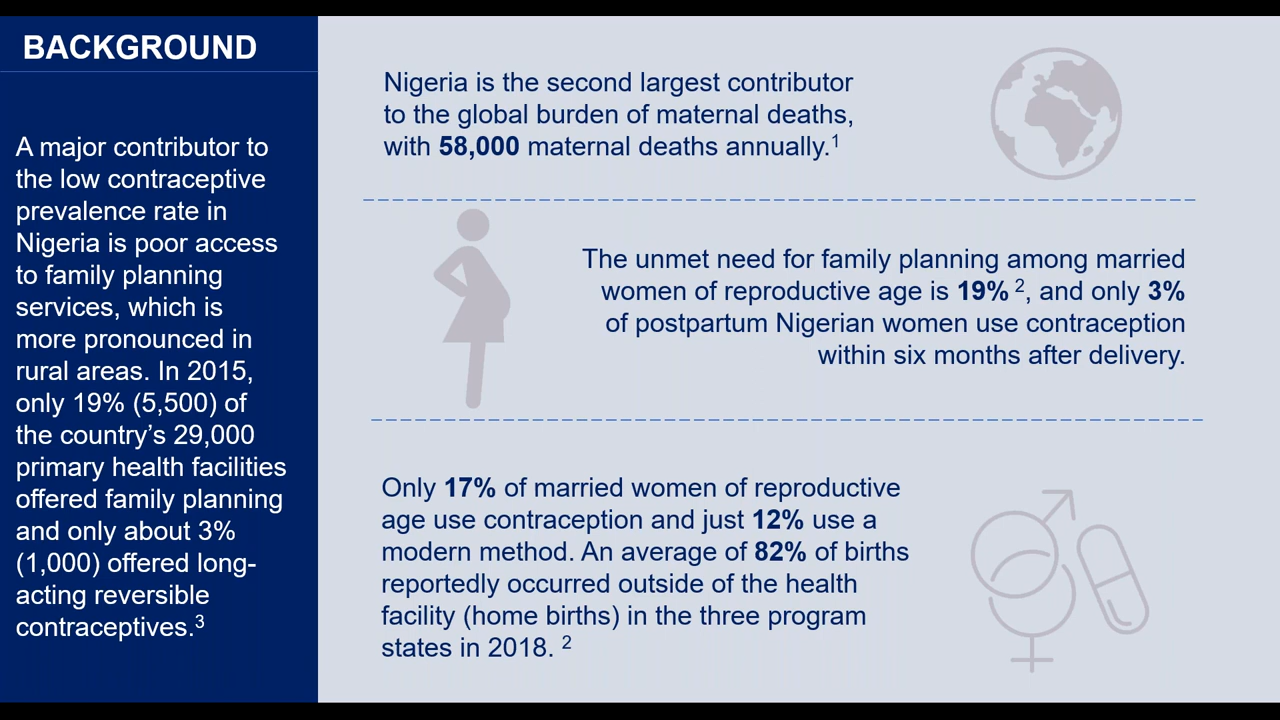 BACKGROUND
A major contributor to
the low contraceptive
prevalence rate in
Nigeria is poor access
to family planning
services, which is
more pronounced in
rural areas. In 2015,
only 19% (5,500) of
the country’s 29,000
primary health facilities
offered family planning
and only about 3%
(1,000) offered long-
acting reversible
contraceptives.3
Nigeria is the second largest contributor
to the global burden of maternal deaths,
with 58,000 maternal deaths annually.1
The unmet need for family planning among married
women of reproductive age is 19% 2, and only 3%
of postpartum Nigerian women use contraception
within six months after delivery.
Only 17% of married women of reproductive
age use contraception and just 12% use a
modern method. An average of 82% of births
reportedly occurred outside of the health
facility (home births) in the three program
states in 2018. 2